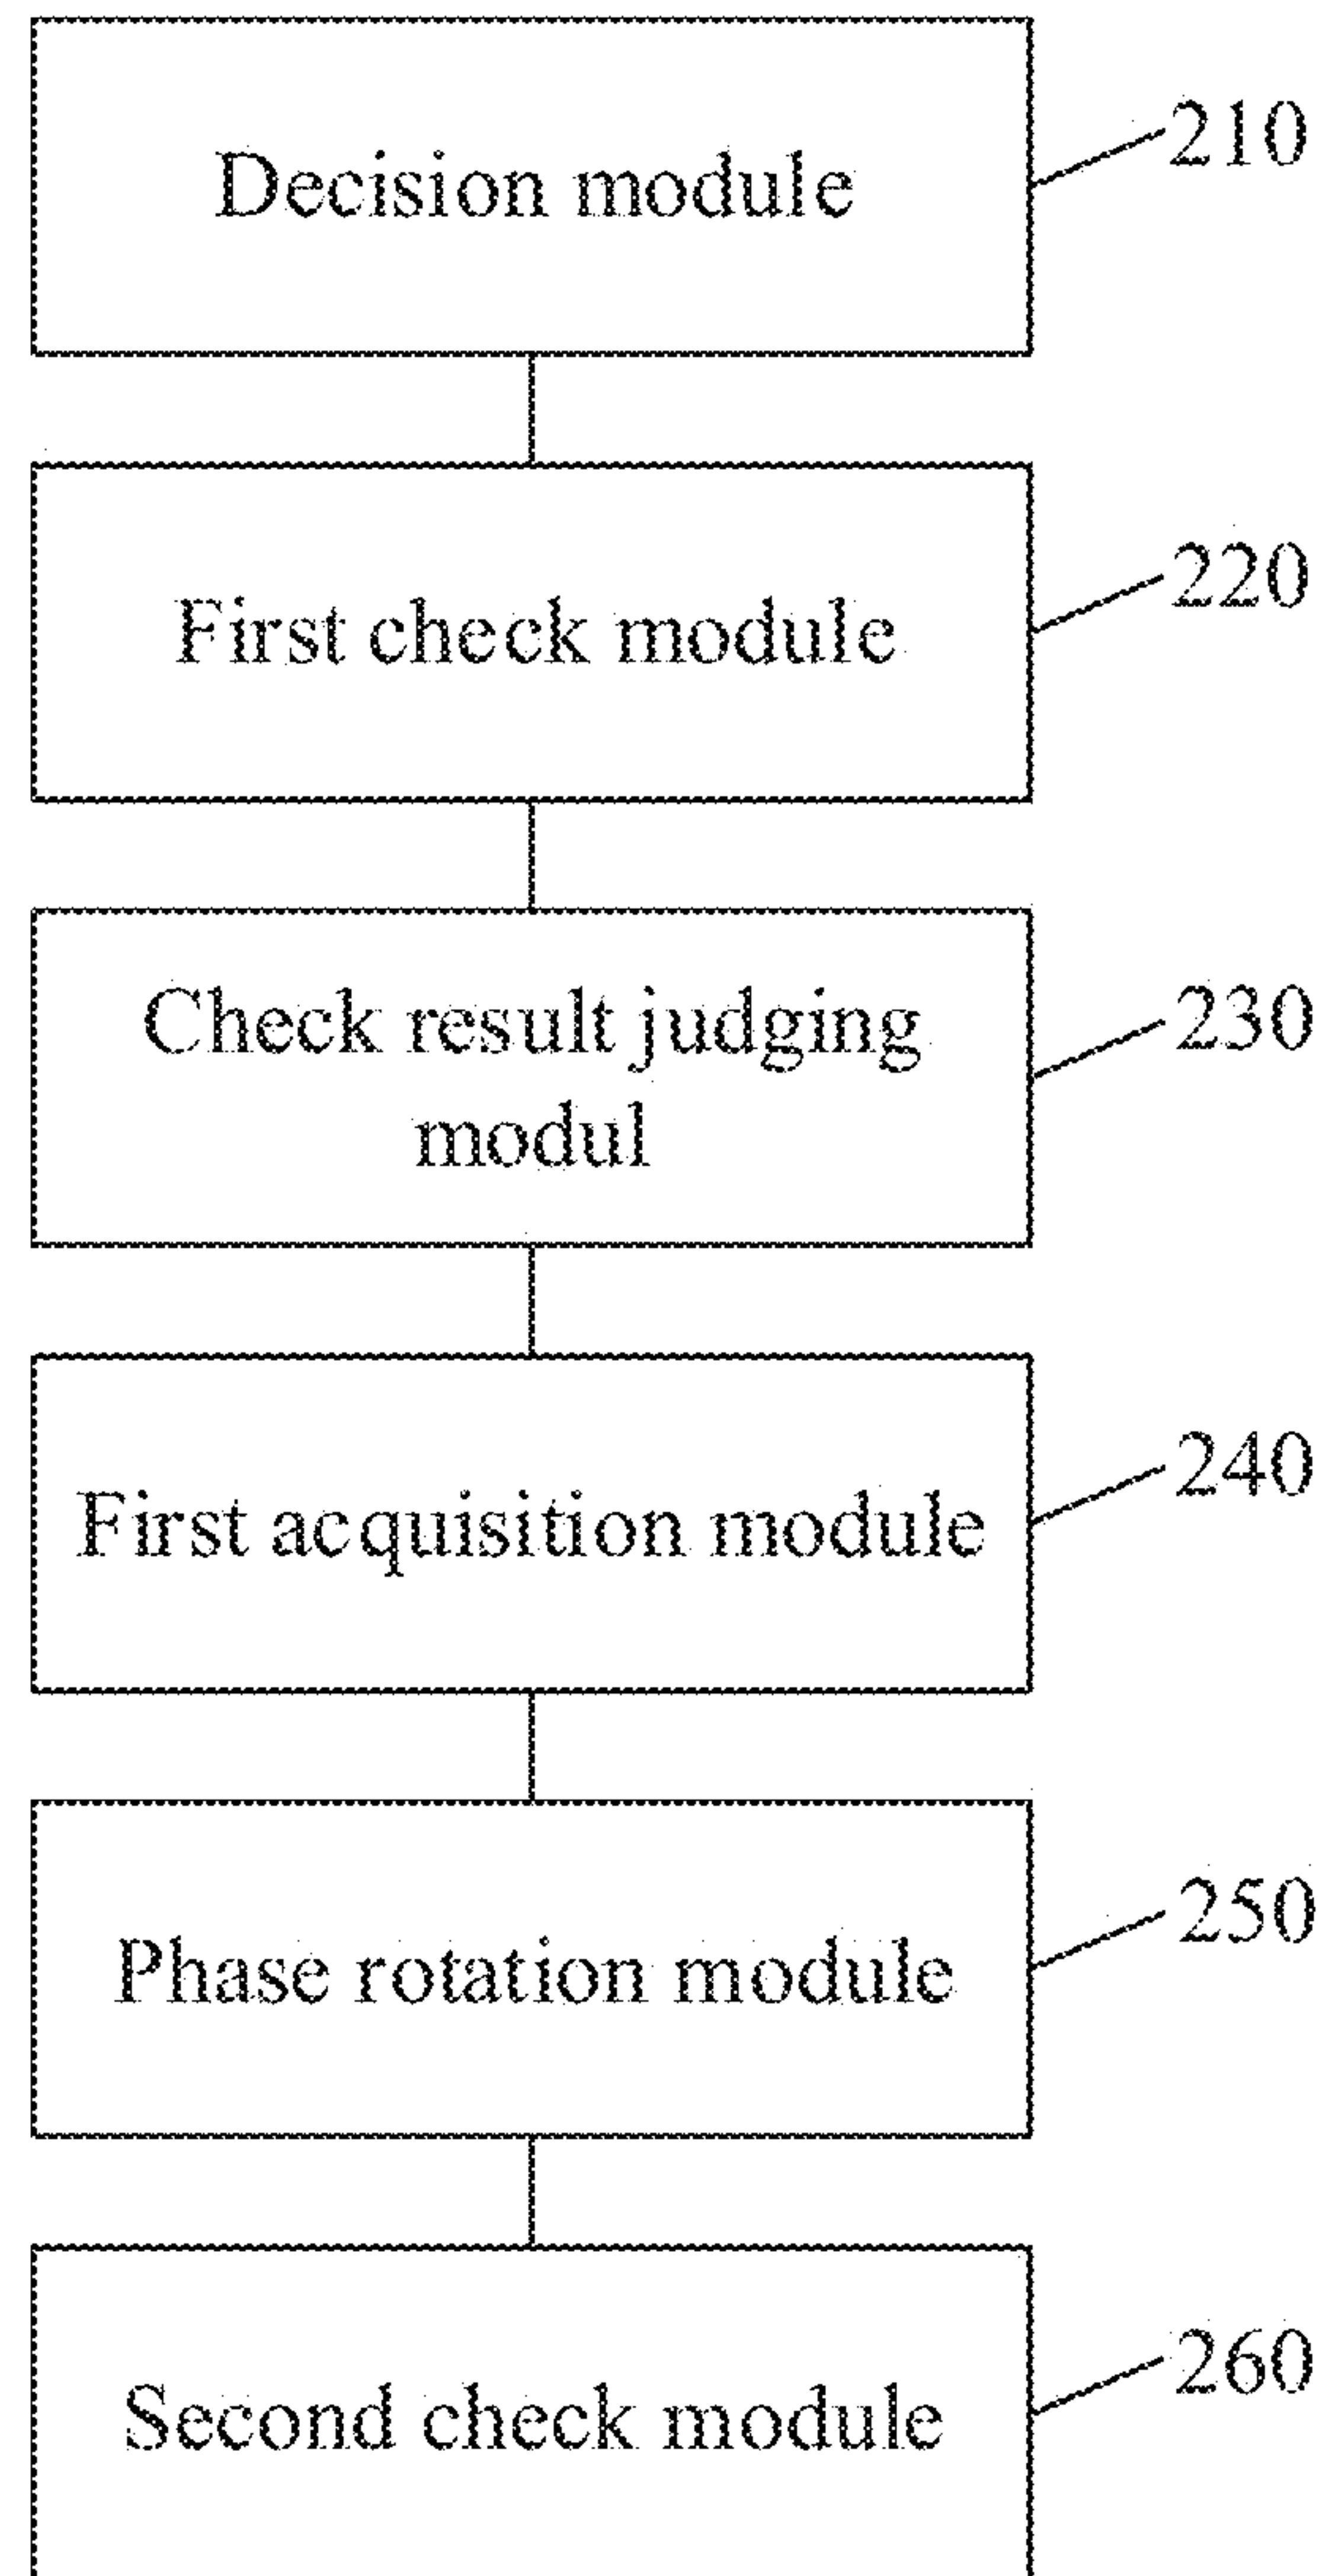 Decision module
210
First check module
220
Check result judging
modul
230
First acquisition module
240
Phase rotation module
250
Second check module
260